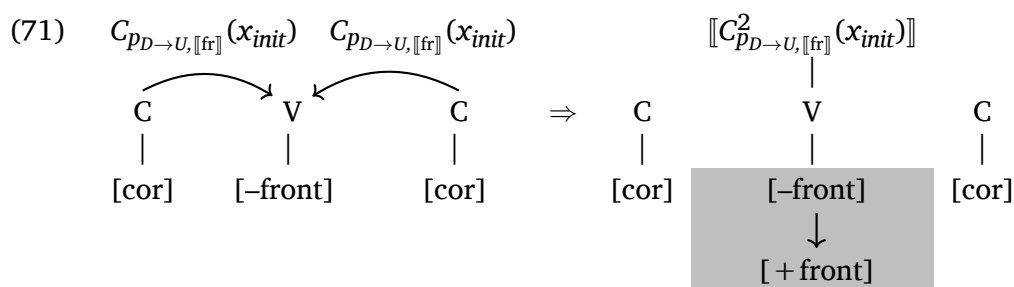 (71) C_{p_{D→U,⟦fr⟧}}(x_{init}) C_{p_{D→U,⟦fr⟧}}(x_{init}) ⟦C²_{p_{D→U,⟦fr⟧}}(x_{init})⟧
C V C ⇒ C V C
[cor] [–front] [cor] [cor] [–front] [cor]
[+front]